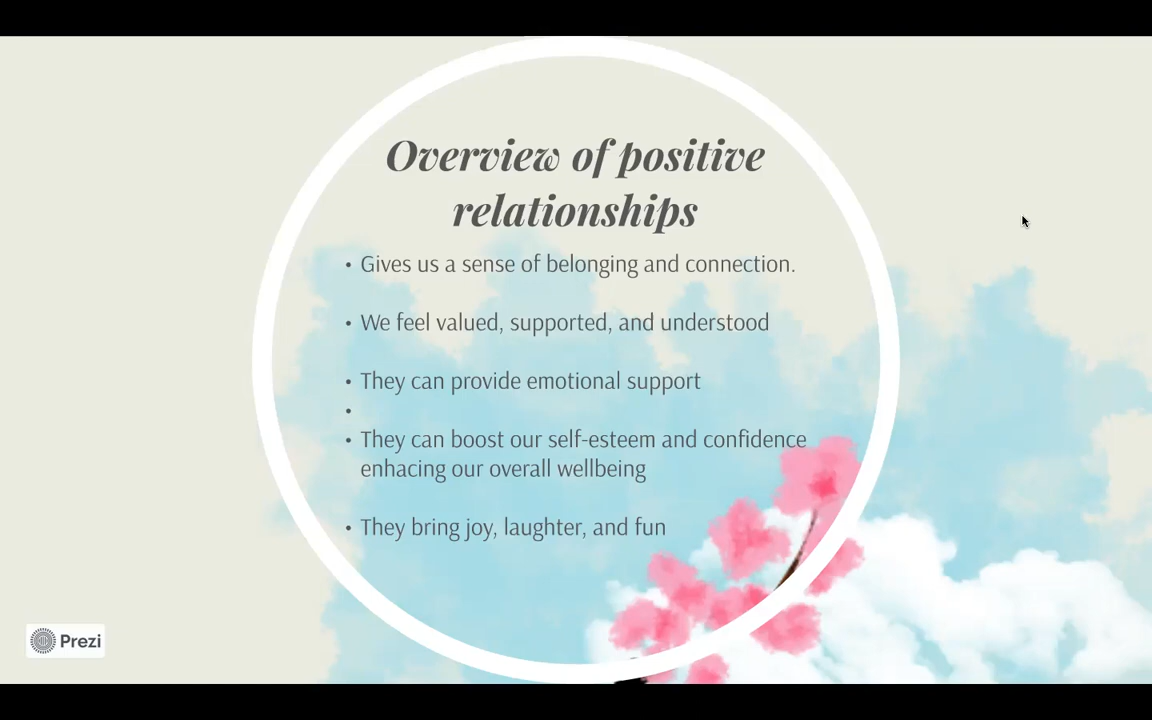 Overview of positive
relationships
• Gives us a sense of belonging and connection.
• We feel valued, supported, and understood
• They can provide emotional support
•
• They can boost our self-esteem and confidence
enhacing our overall wellbeing
• They bring joy, laughter, and fun
Prezi